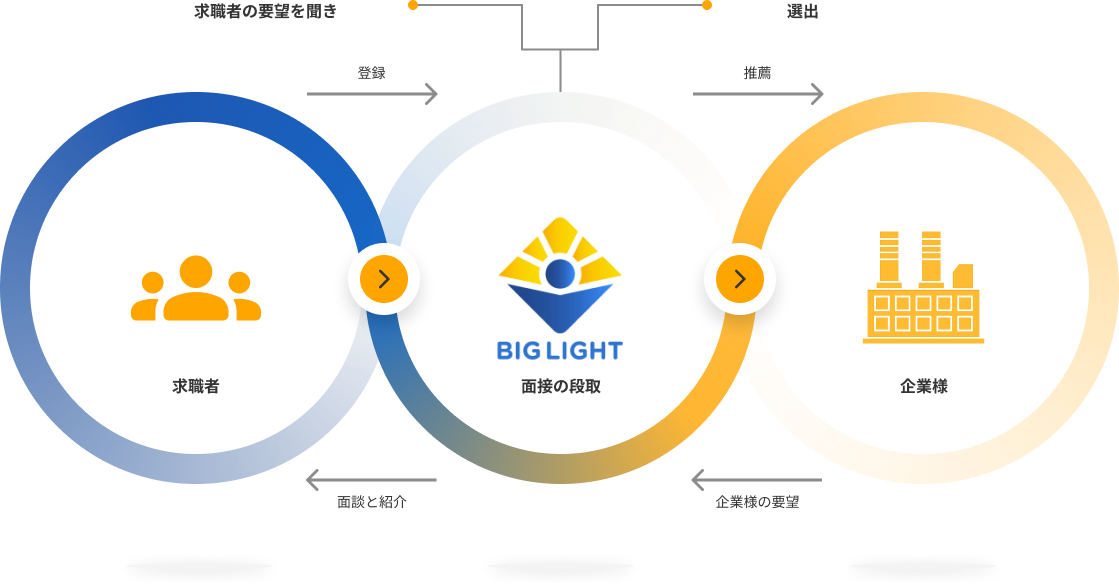 求職者の要望を聞き
選出
登録
推薦
BIG LIGHT
求職者
面接の段取
企業様
面談と紹介
企業様の要望